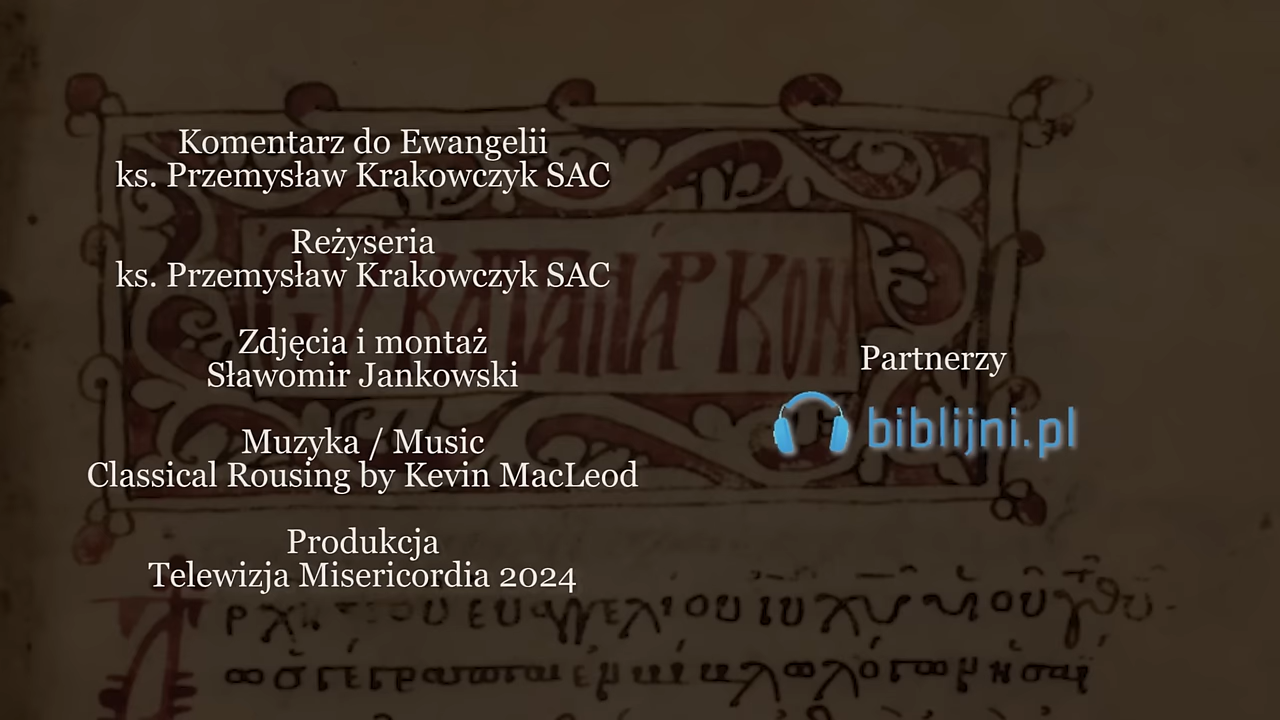 Komentarz do Ewangelii
ks. Przemysław Krakowczyk SAC
Reżyseria
ks. Przemysław Krakowczyk SAC
Zdjęcia i montaż
Sławomir Jankowski
Muzyka / Music
Classical Rousing by Kevin MacLeod
Produkcja
Telewizja Misericordia 2024
Partnerzy
biblijni.pl